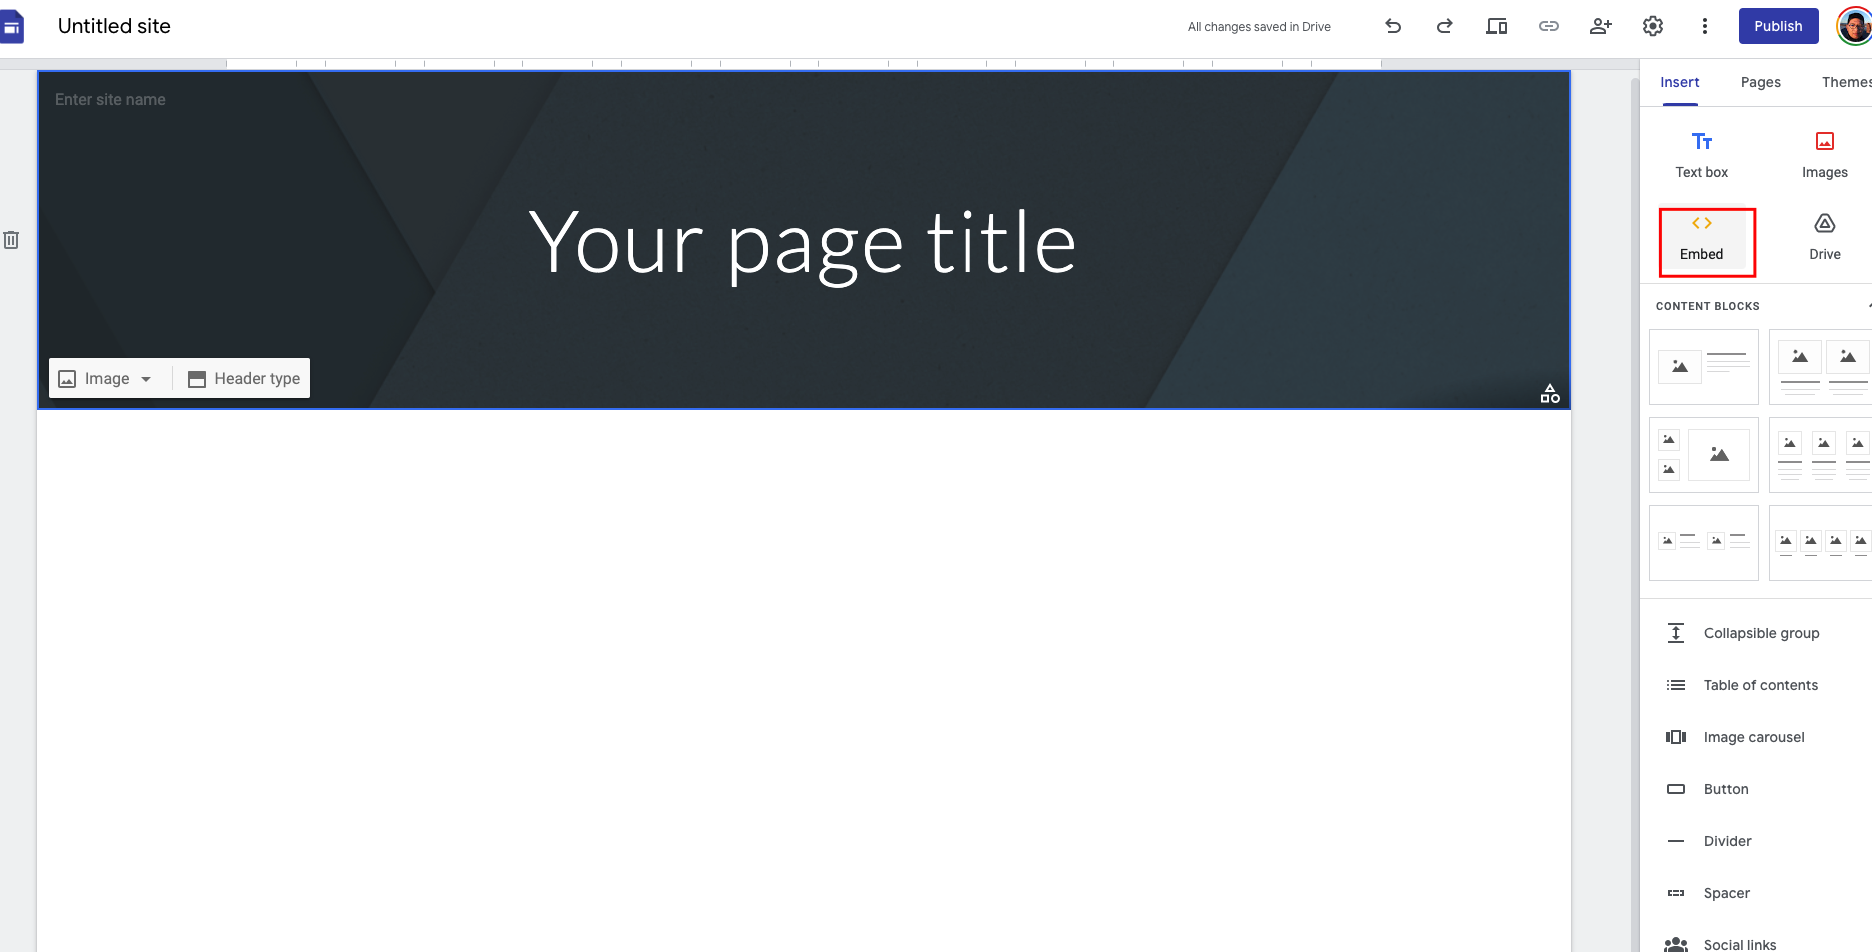 Untitled site
All changes saved in Drive
Publish
Enter site name
Your page title
Image
Header type
Insert
Pages
Themes
Text box
Images
Embed
Drive
CONTENT BLOCKS
Collapsible group
Table of contents
Image carousel
Button
Divider
Spacer
Social links